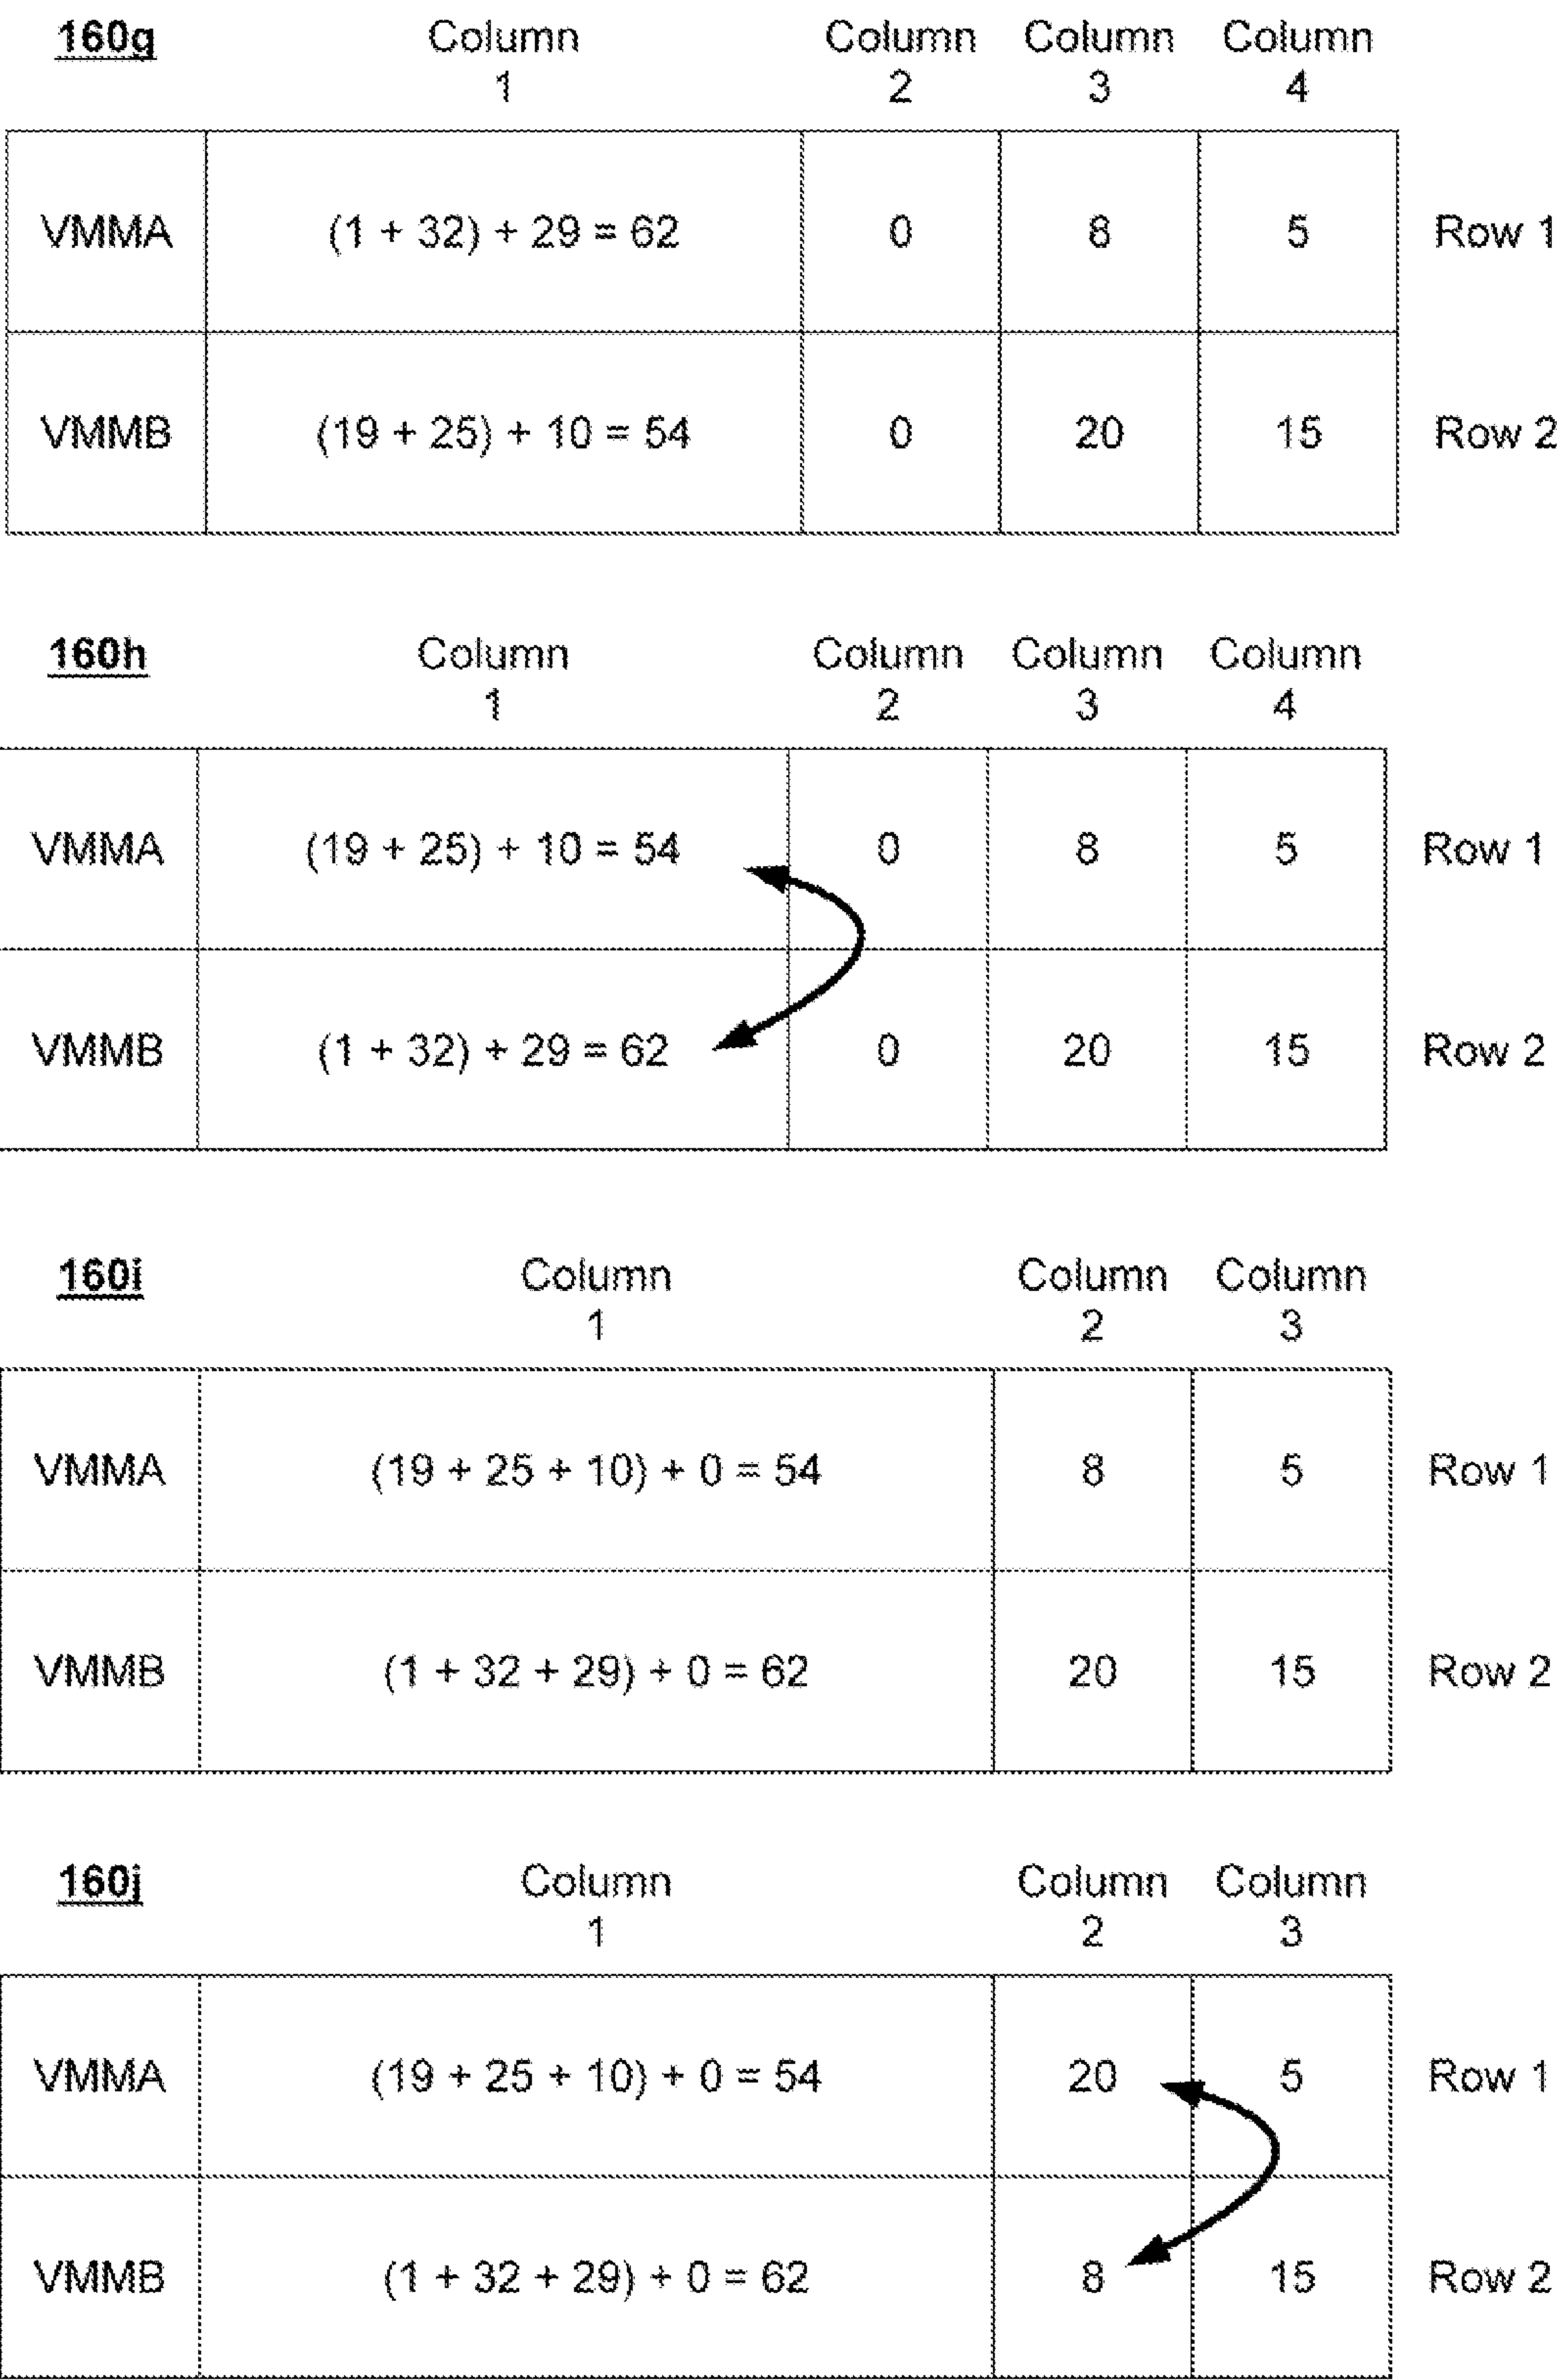 160g Column Column Column Column
1 2 3 4
VMMA (1 + 32) + 29 = 62 0 8 5 Row 1
VMMB (19 + 25) + 10 = 54 0 20 15 Row 2
160h Column Column Column Column
1 2 3 4
VMMA (19 + 25) + 10 = 54 0 8 5 Row 1
VMMB (1 + 32) + 29 = 62 0 20 15 Row 2
160i Column Column Column
1 2 3
VMMA (19 + 25 + 10) + 0 = 54 8 5 Row 1
VMMB (1 + 32 + 29) + 0 = 62 20 15 Row 2
160j Column Column Column
1 2 3
VMMA (19 + 25 + 10) + 0 = 54 20 5 Row 1
VMMB (1 + 32 + 29) + 0 = 62 8 15 Row 2